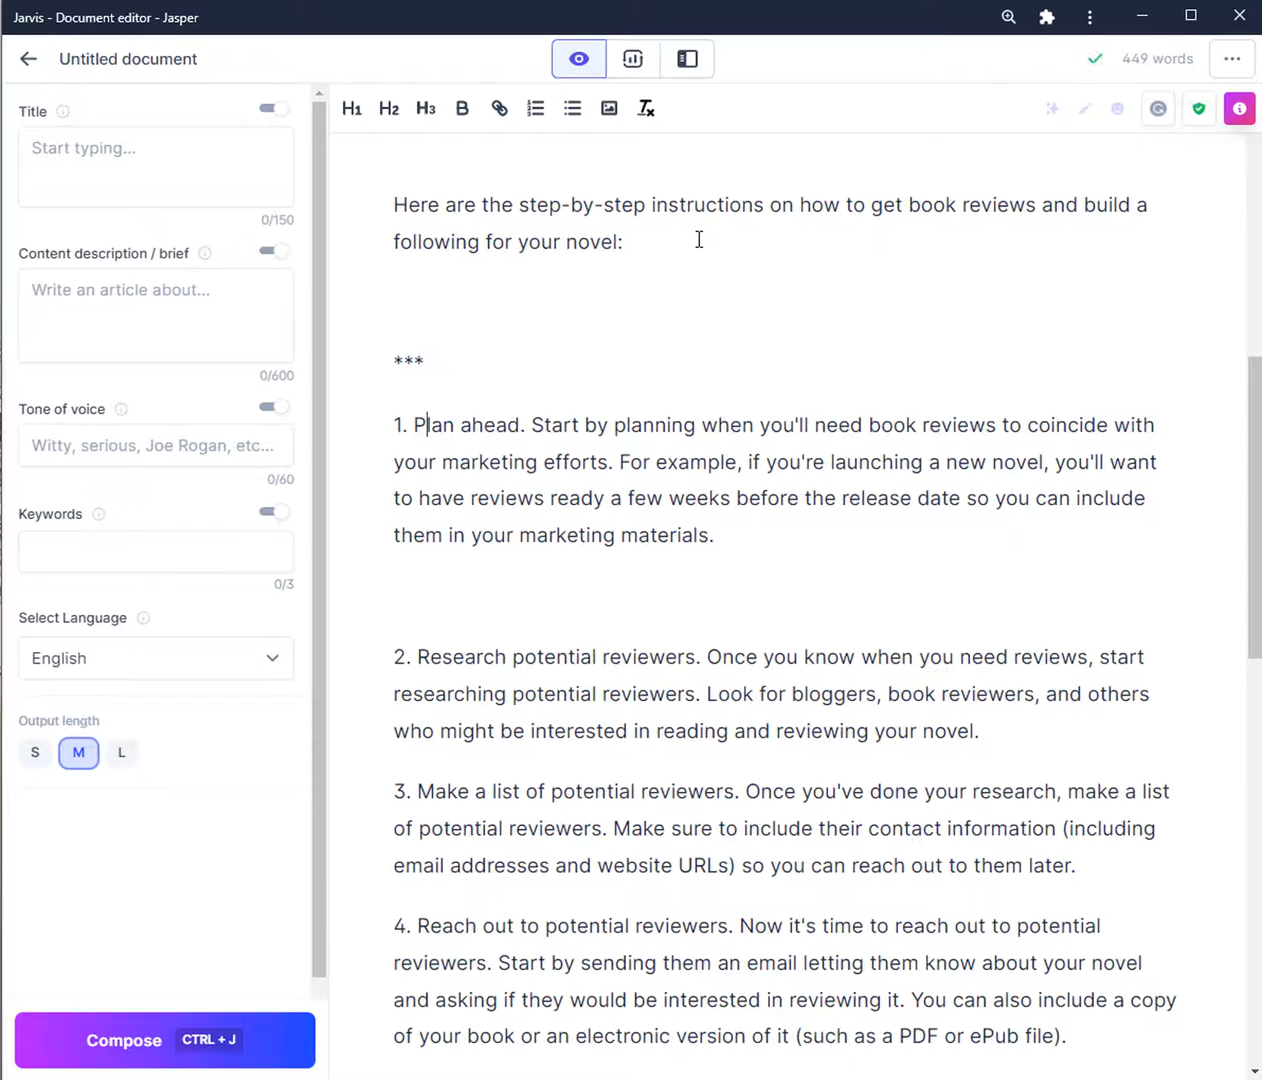 Jarvis - Document editor - Jasper
Untitled document
449 words
Title
Start typing...
0/150
Content description / brief
Write an article about...
0/600
Tone of voice
Witty, serious, Joe Rogan, etc...
0/60
Keywords
0/3
Select Language
English
Output length
S M L
Compose CTRL + J
H1 H2 H3 B
Here are the step-by-step instructions on how to get book reviews and build a
following for your novel:
***
1. Plan ahead. Start by planning when you'll need book reviews to coincide with
your marketing efforts. For example, if you're launching a new novel, you'll want
to have reviews ready a few weeks before the release date so you can include
them in your marketing materials.
2. Research potential reviewers. Once you know when you need reviews, start
researching potential reviewers. Look for bloggers, book reviewers, and others
who might be interested in reading and reviewing your novel.
3. Make a list of potential reviewers. Once you've done your research, make a list
of potential reviewers. Make sure to include their contact information (including
email addresses and website URLs) so you can reach out to them later.
4. Reach out to potential reviewers. Now it's time to reach out to potential
reviewers. Start by sending them an email letting them know about your novel
and asking if they would be interested in reviewing it. You can also include a copy
of your book or an electronic version of it (such as a PDF or ePub file).